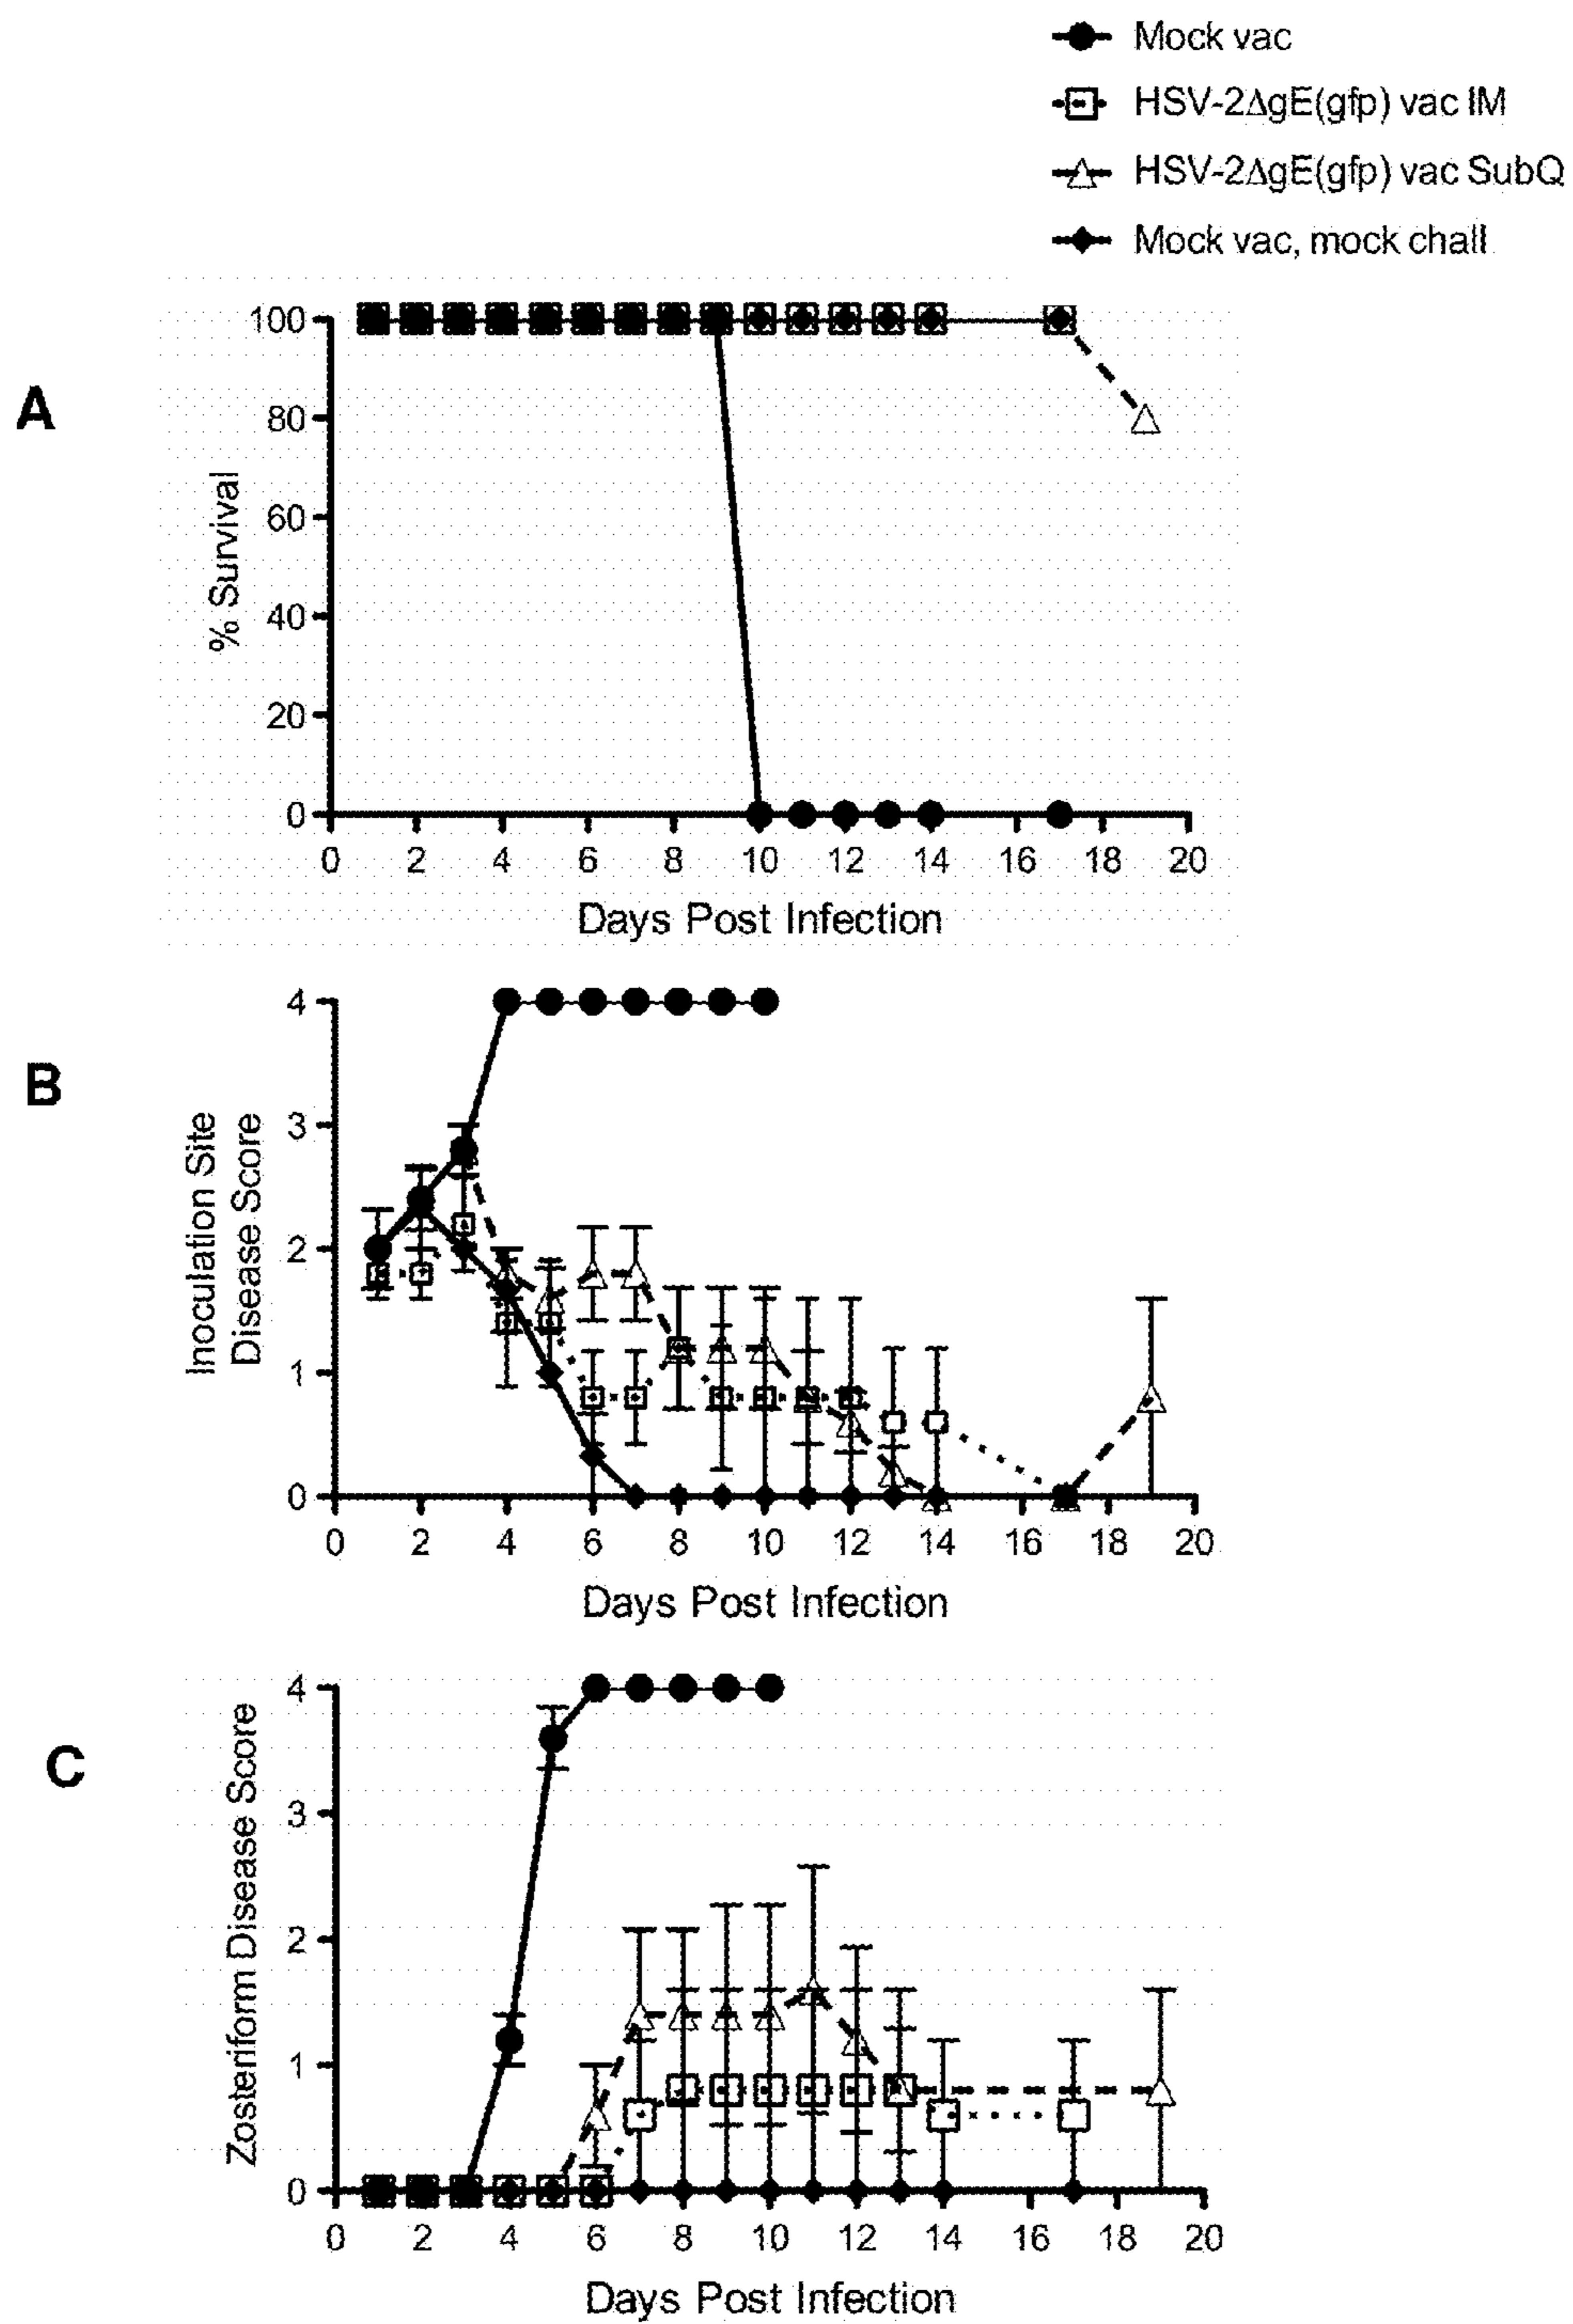 Mock vac
HSV-2ΔgE(gfp) vac IM
HSV-2ΔgE(gfp) vac SubQ
Mock vac, mock chall
A
% Survival
100
80
60
40
20
0
0 2 4 6 8 10 12 14 16 18 20
Days Post Infection
B
Inoculation Site
Disease Score
4
3
2
1
0
0 2 4 6 8 10 12 14 16 18 20
Days Post Infection
C
Zosteriform Disease Score
4
3
2
1
0
0 2 4 6 8 10 12 14 16 18 20
Days Post Infection